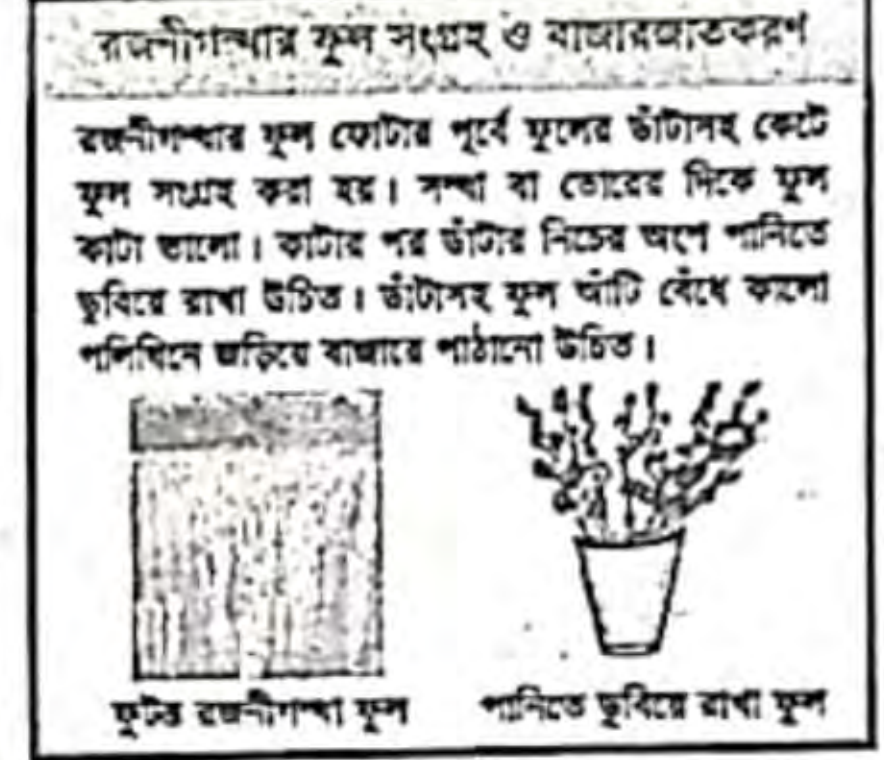 রজনীগন্ধার ফুল সংগ্রহ ও বাজারজাতকরণ
রজনীগন্ধার ফুল ফোটার পূর্বে ফুলের ডাঁটাসহ কেটে
ফুল সংগ্রহ করা হয়। সন্ধ্যা বা ভোরের দিকে ফুল
কাটা ভালো। কাটার পর ডাঁটার নিচের অংশ পানিতে
ডুবিয়ে রাখা উচিত। ডাঁটাসহ ফুল আঁটি বেঁধে কালো
পলিথিনে জড়িয়ে বাজারে পাঠানো উচিত।
ফুটন্ত রজনীগন্ধা ফুল
পানিতে ডুবিয়ে রাখা ফুল